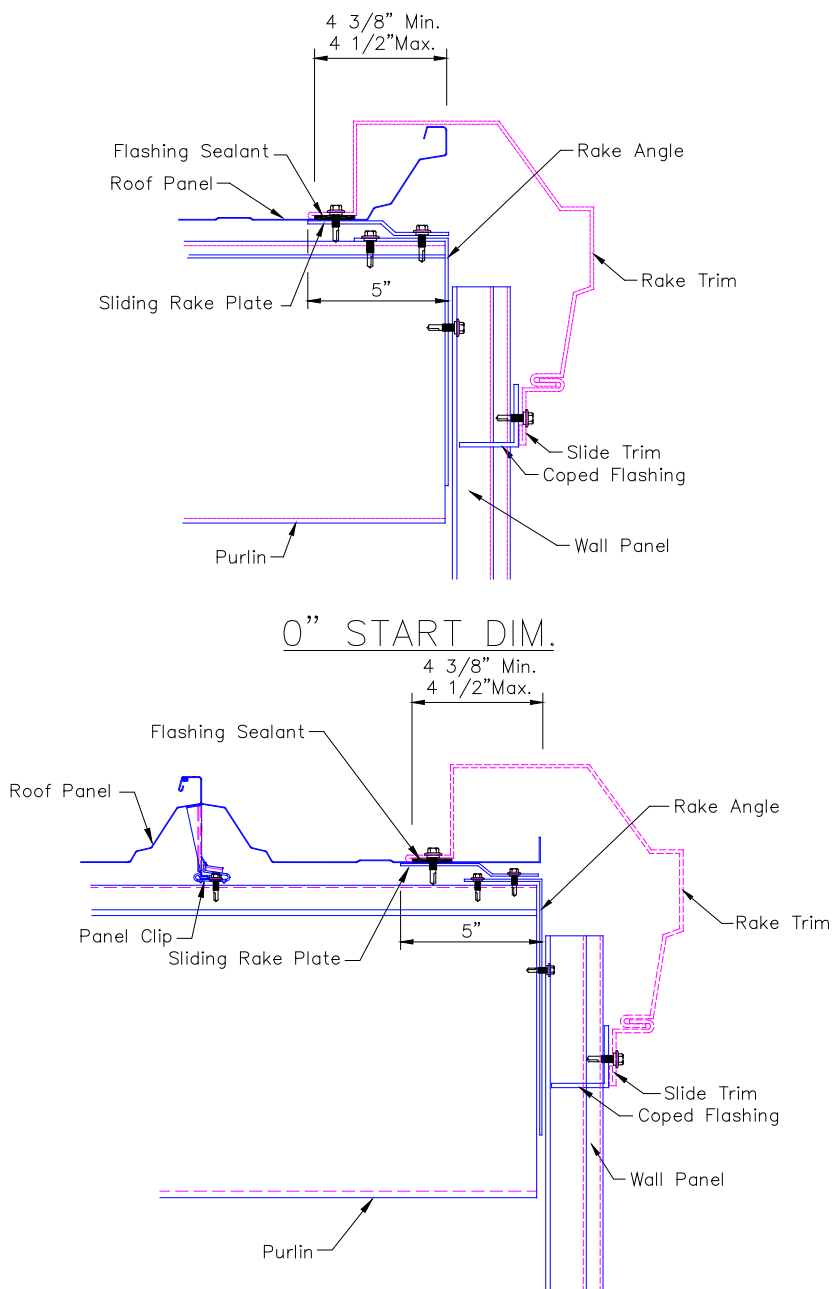 4 3/8” Min.
4 1/2”Max.
Flashing Sealant
Roof Panel
Rake Angle
Sliding Rake Plate
5”
Rake Trim
Slide Trim
Coped Flashing
Wall Panel
Purlin
0” START DIM.
4 3/8” Min.
4 1/2”Max.
Flashing Sealant
Roof Panel
Rake Angle
Panel Clip
Sliding Rake Plate
5”
Rake Trim
Slide Trim
Coped Flashing
Wall Panel
Purlin